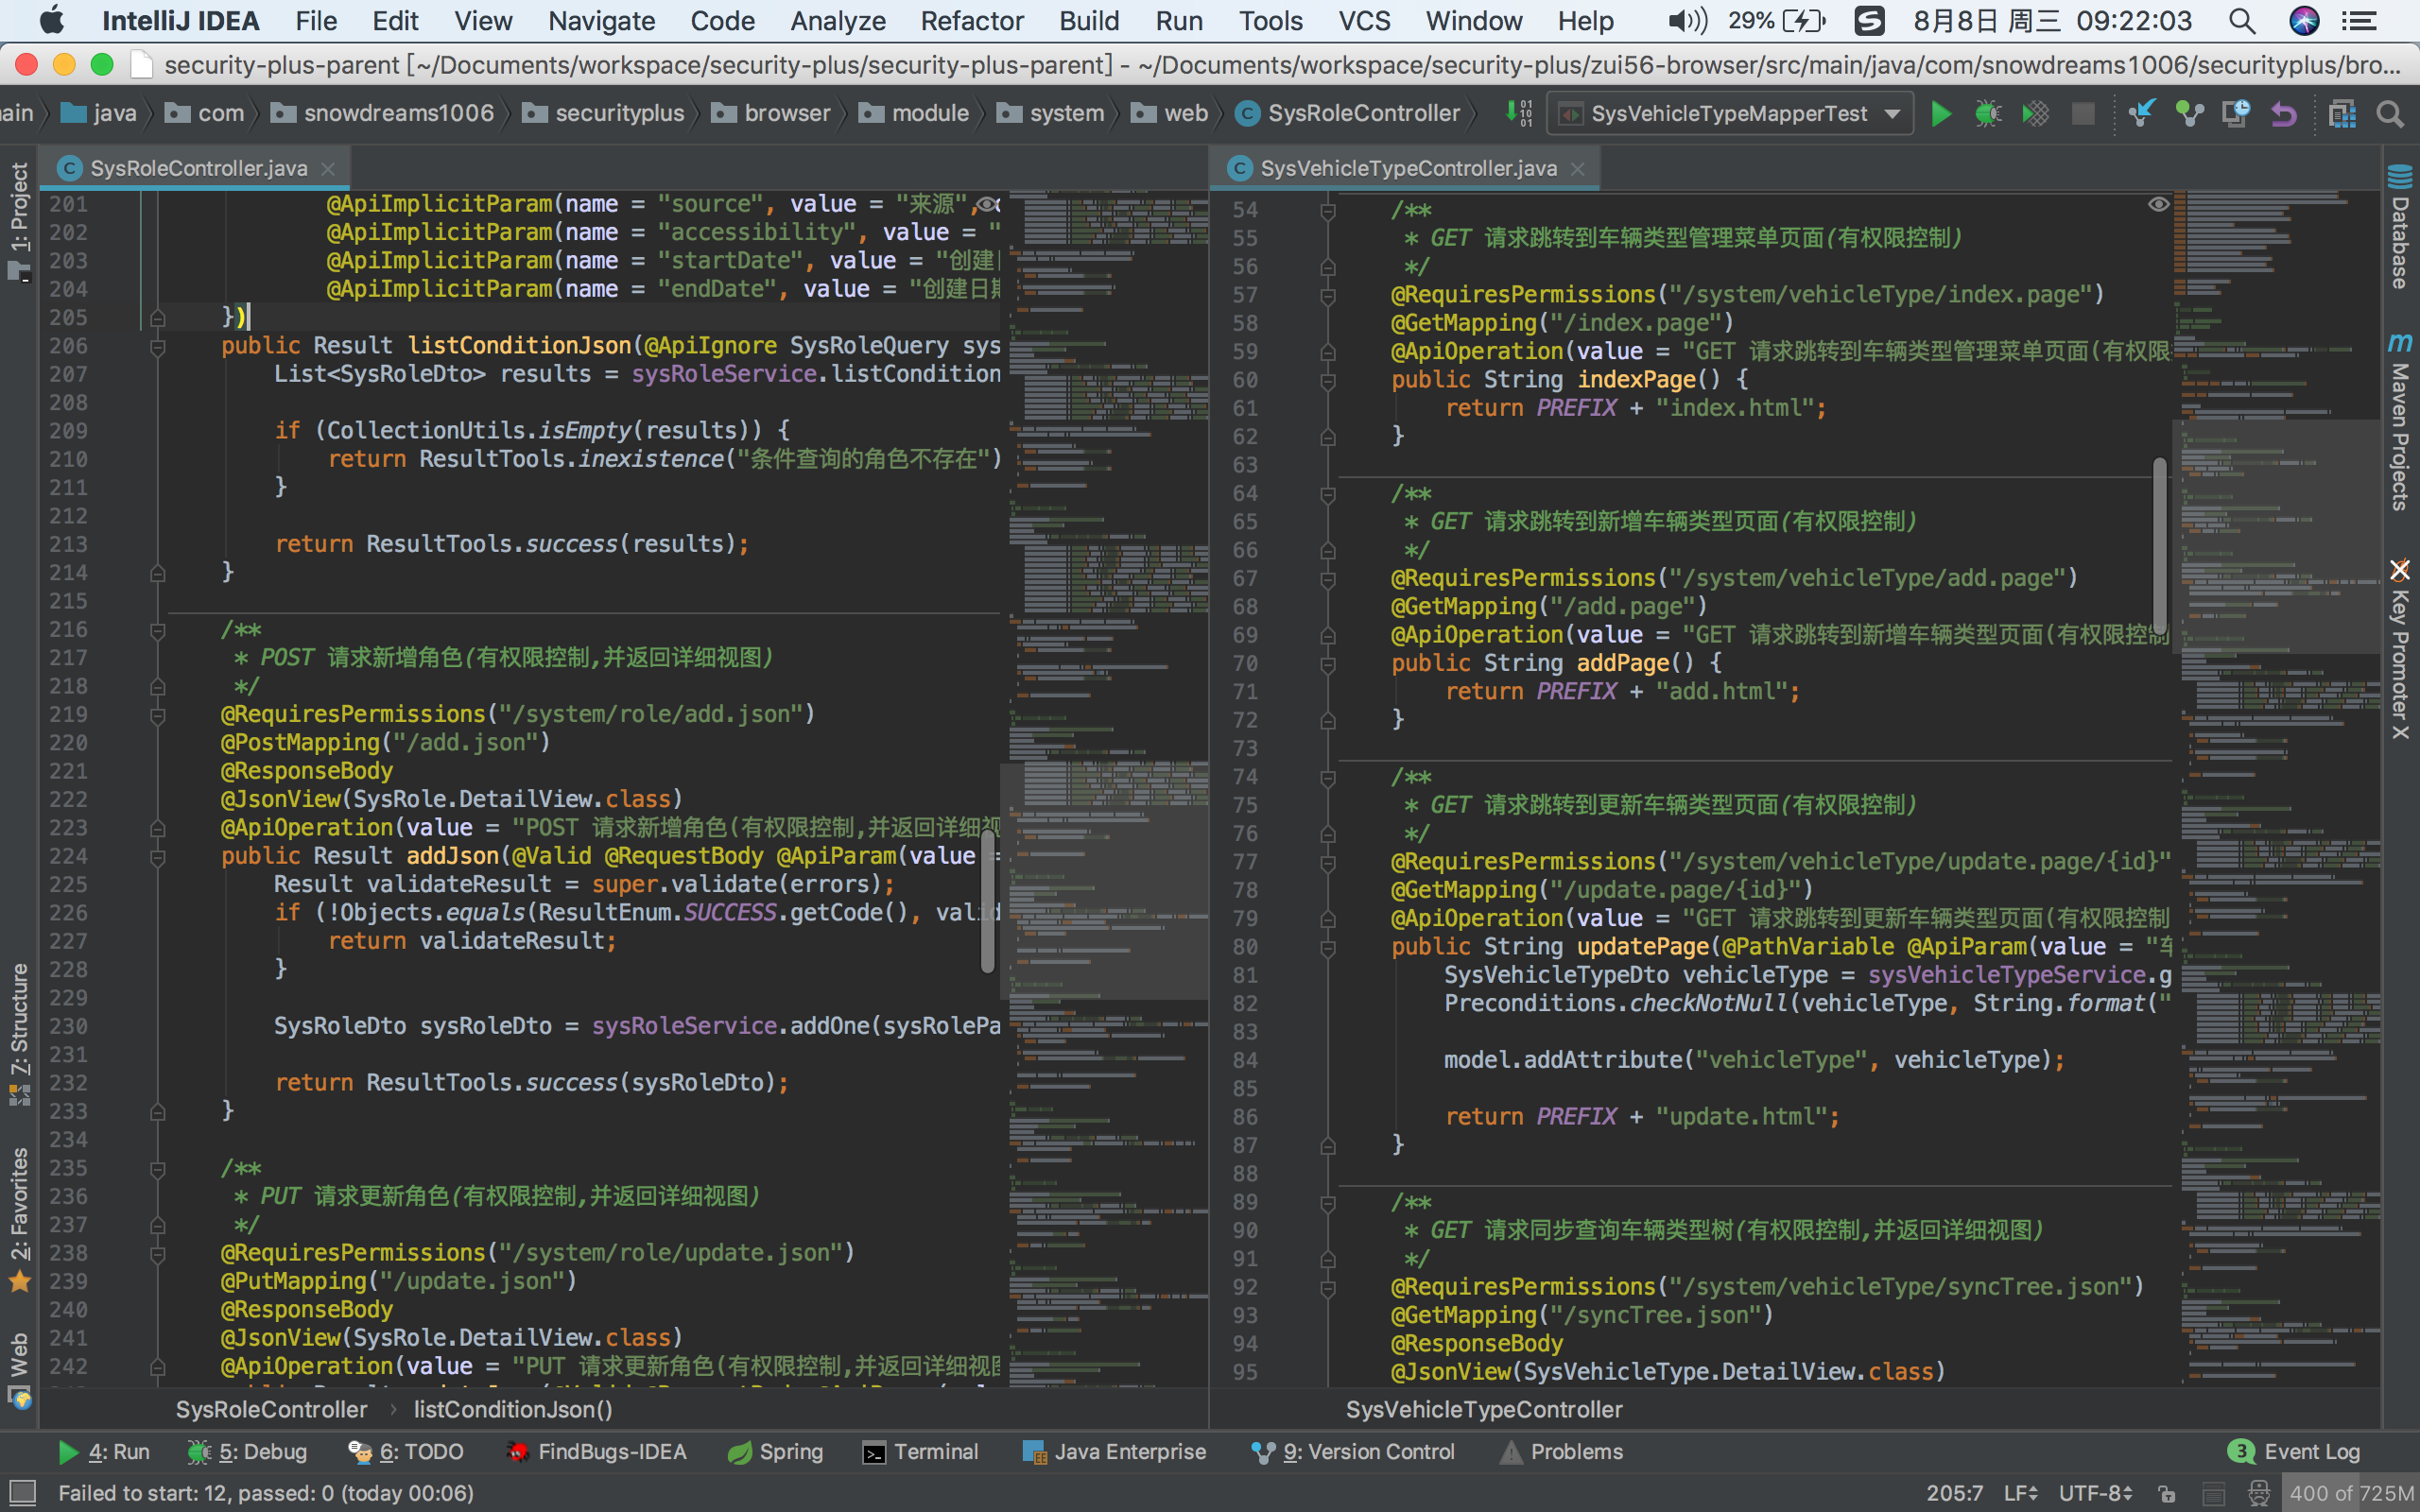 IntelliJ IDEA File Edit View Navigate Code Analyze Refactor Build Run Tools VCS Window Help 29% 8月8日 周三 09:22:03
security-plus-parent [~/Documents/workspace/security-plus/security-plus-parent] - ~/Documents/workspace/security-plus/zui56-browser/src/main/java/com/snowdreams1006/securityplus/bro...
ain java com snowdreams1006 securityplus browser module system web SysRoleController SysVehicleTypeMapperTest
SysRoleController.java
201 @ApiImplicitParam(name = "source", value = "来源",
202 @ApiImplicitParam(name = "accessibility", value = "
203 @ApiImplicitParam(name = "startDate", value = "创建
204 @ApiImplicitParam(name = "endDate", value = "创建日期
205 })
206 public Result listConditionJson(@ApiIgnore SysRoleQuery sys
207 List<SysRoleDto> results = sysRoleService.listCondition
208
209 if (CollectionUtils.isEmpty(results)) {
210 return ResultTools.inexistence("条件查询的角色不存在")
211 }
212
213 return ResultTools.success(results);
214 }
215
216 /**
217 * POST 请求新增角色(有权限控制,并返回详细视图)
218 */
219 @RequiresPermissions("/system/role/add.json")
220 @PostMapping("/add.json")
221 @ResponseBody
222 @JsonView(SysRole.DetailView.class)
223 @ApiOperation(value = "POST 请求新增角色(有权限控制,并返回详细视
224 public Result addJson(@Valid @RequestBody @ApiParam(value =
225 Result validateResult = super.validate(errors);
226 if (!Objects.equals(ResultEnum.SUCCESS.getCode(), valid
227 return validateResult;
228 }
229
230 SysRoleDto sysRoleDto = sysRoleService.addOne(sysRolePa
231
232 return ResultTools.success(sysRoleDto);
233 }
234
235 /**
236 * PUT 请求更新角色(有权限控制,并返回详细视图)
237 */
238 @RequiresPermissions("/system/role/update.json")
239 @PutMapping("/update.json")
240 @ResponseBody
241 @JsonView(SysRole.DetailView.class)
242 @ApiOperation(value = "PUT 请求更新角色(有权限控制,并返回详细视图
SysRoleController › listConditionJson()
SysVehicleTypeController.java
54 /**
55 * GET 请求跳转到车辆类型管理菜单页面(有权限控制)
56 */
57 @RequiresPermissions("/system/vehicleType/index.page")
58 @GetMapping("/index.page")
59 @ApiOperation(value = "GET 请求跳转到车辆类型管理菜单页面(有权限
60 public String indexPage() {
61 return PREFIX + "index.html";
62 }
63
64 /**
65 * GET 请求跳转到新增车辆类型页面(有权限控制)
66 */
67 @RequiresPermissions("/system/vehicleType/add.page")
68 @GetMapping("/add.page")
69 @ApiOperation(value = "GET 请求跳转到新增车辆类型页面(有权限控制
70 public String addPage() {
71 return PREFIX + "add.html";
72 }
73
74 /**
75 * GET 请求跳转到更新车辆类型页面(有权限控制)
76 */
77 @RequiresPermissions("/system/vehicleType/update.page/{id}"
78 @GetMapping("/update.page/{id}")
79 @ApiOperation(value = "GET 请求跳转到更新车辆类型页面(有权限控制
80 public String updatePage(@PathVariable @ApiParam(value = "车
81 SysVehicleTypeDto vehicleType = sysVehicleTypeService.g
82 Preconditions.checkNotNull(vehicleType, String.format("
83
84 model.addAttribute("vehicleType", vehicleType);
85
86 return PREFIX + "update.html";
87 }
88
89 /**
90 * GET 请求同步查询车辆类型树(有权限控制,并返回详细视图)
91 */
92 @RequiresPermissions("/system/vehicleType/syncTree.json")
93 @GetMapping("/syncTree.json")
94 @ResponseBody
95 @JsonView(SysVehicleType.DetailView.class)
SysVehicleTypeController
1: Project
7: Structure
2: Favorites
Web
Database
Maven Projects
Key Promoter X
4: Run 5: Debug 6: TODO FindBugs-IDEA Spring Terminal Java Enterprise 9: Version Control Problems 3 Event Log
Failed to start: 12, passed: 0 (today 00:06) 205:7 LF UTF-8 400 of 725M